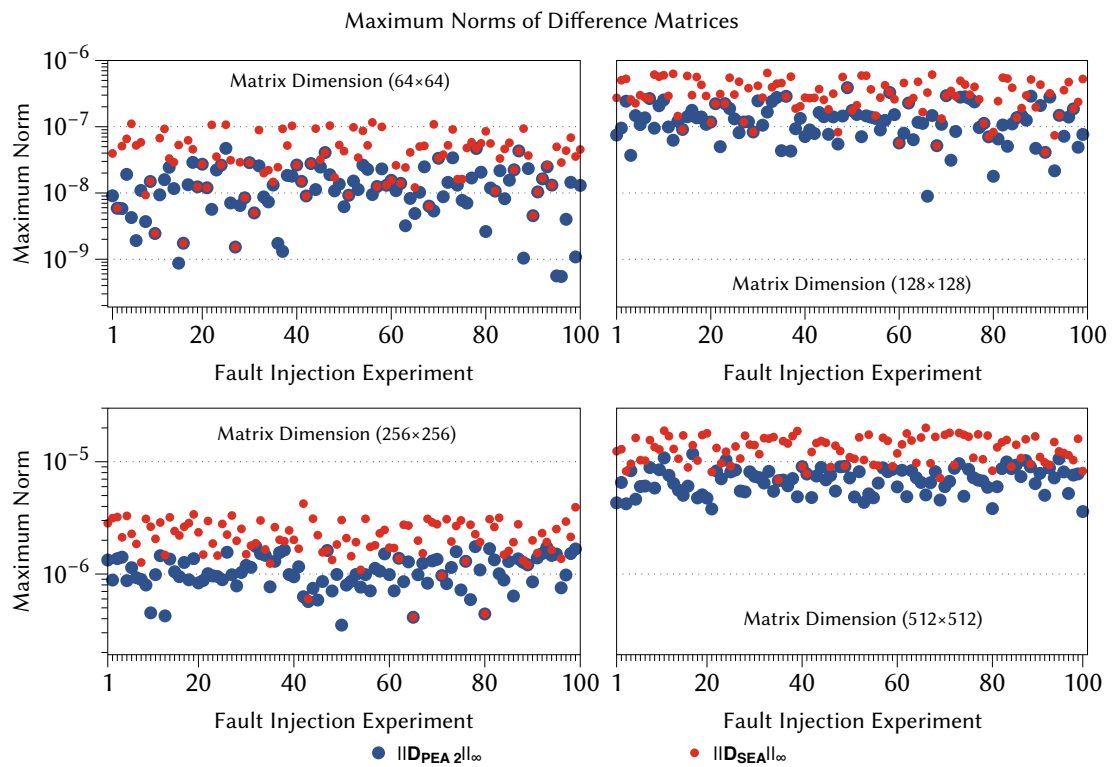 Maximum Norms of Difference Matrices
Maximum Norm
10⁻⁶
10⁻⁷
10⁻⁸
10⁻⁹
Matrix Dimension (64×64)
1 20 40 60 80 100
Fault Injection Experiment
Matrix Dimension (128×128)
1 20 40 60 80 100
Fault Injection Experiment
Maximum Norm
10⁻⁵
10⁻⁶
Matrix Dimension (256×256)
1 20 40 60 80 100
Fault Injection Experiment
Matrix Dimension (512×512)
1 20 40 60 80 100
Fault Injection Experiment
||D_PEA 2||∞
||D_SEA||∞